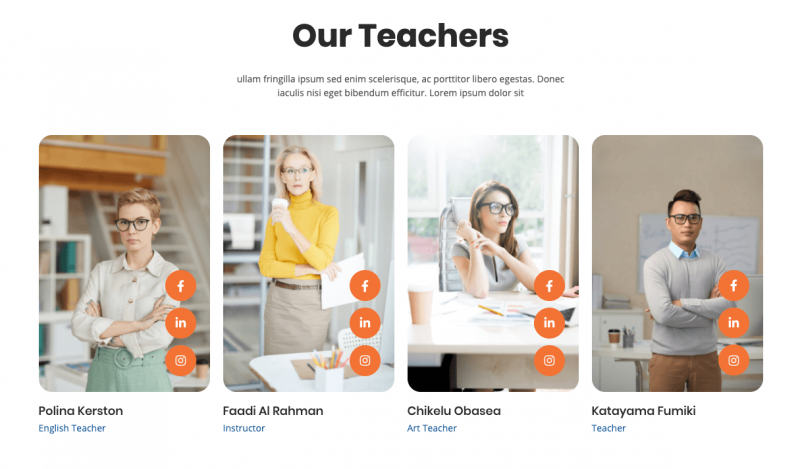 Our Teachers
ullam fringilla ipsum sed enim scelerisque, ac porttitor libero egestas. Donec
iaculis nisi eget bibendum efficitur. Lorem ipsum dolor sit
in
in
in
in
Polina Kerston
Faadi Al Rahman
Chikelu Obasea
Katayama Fumiki
English Teacher
Instructor
Art Teacher
Teacher